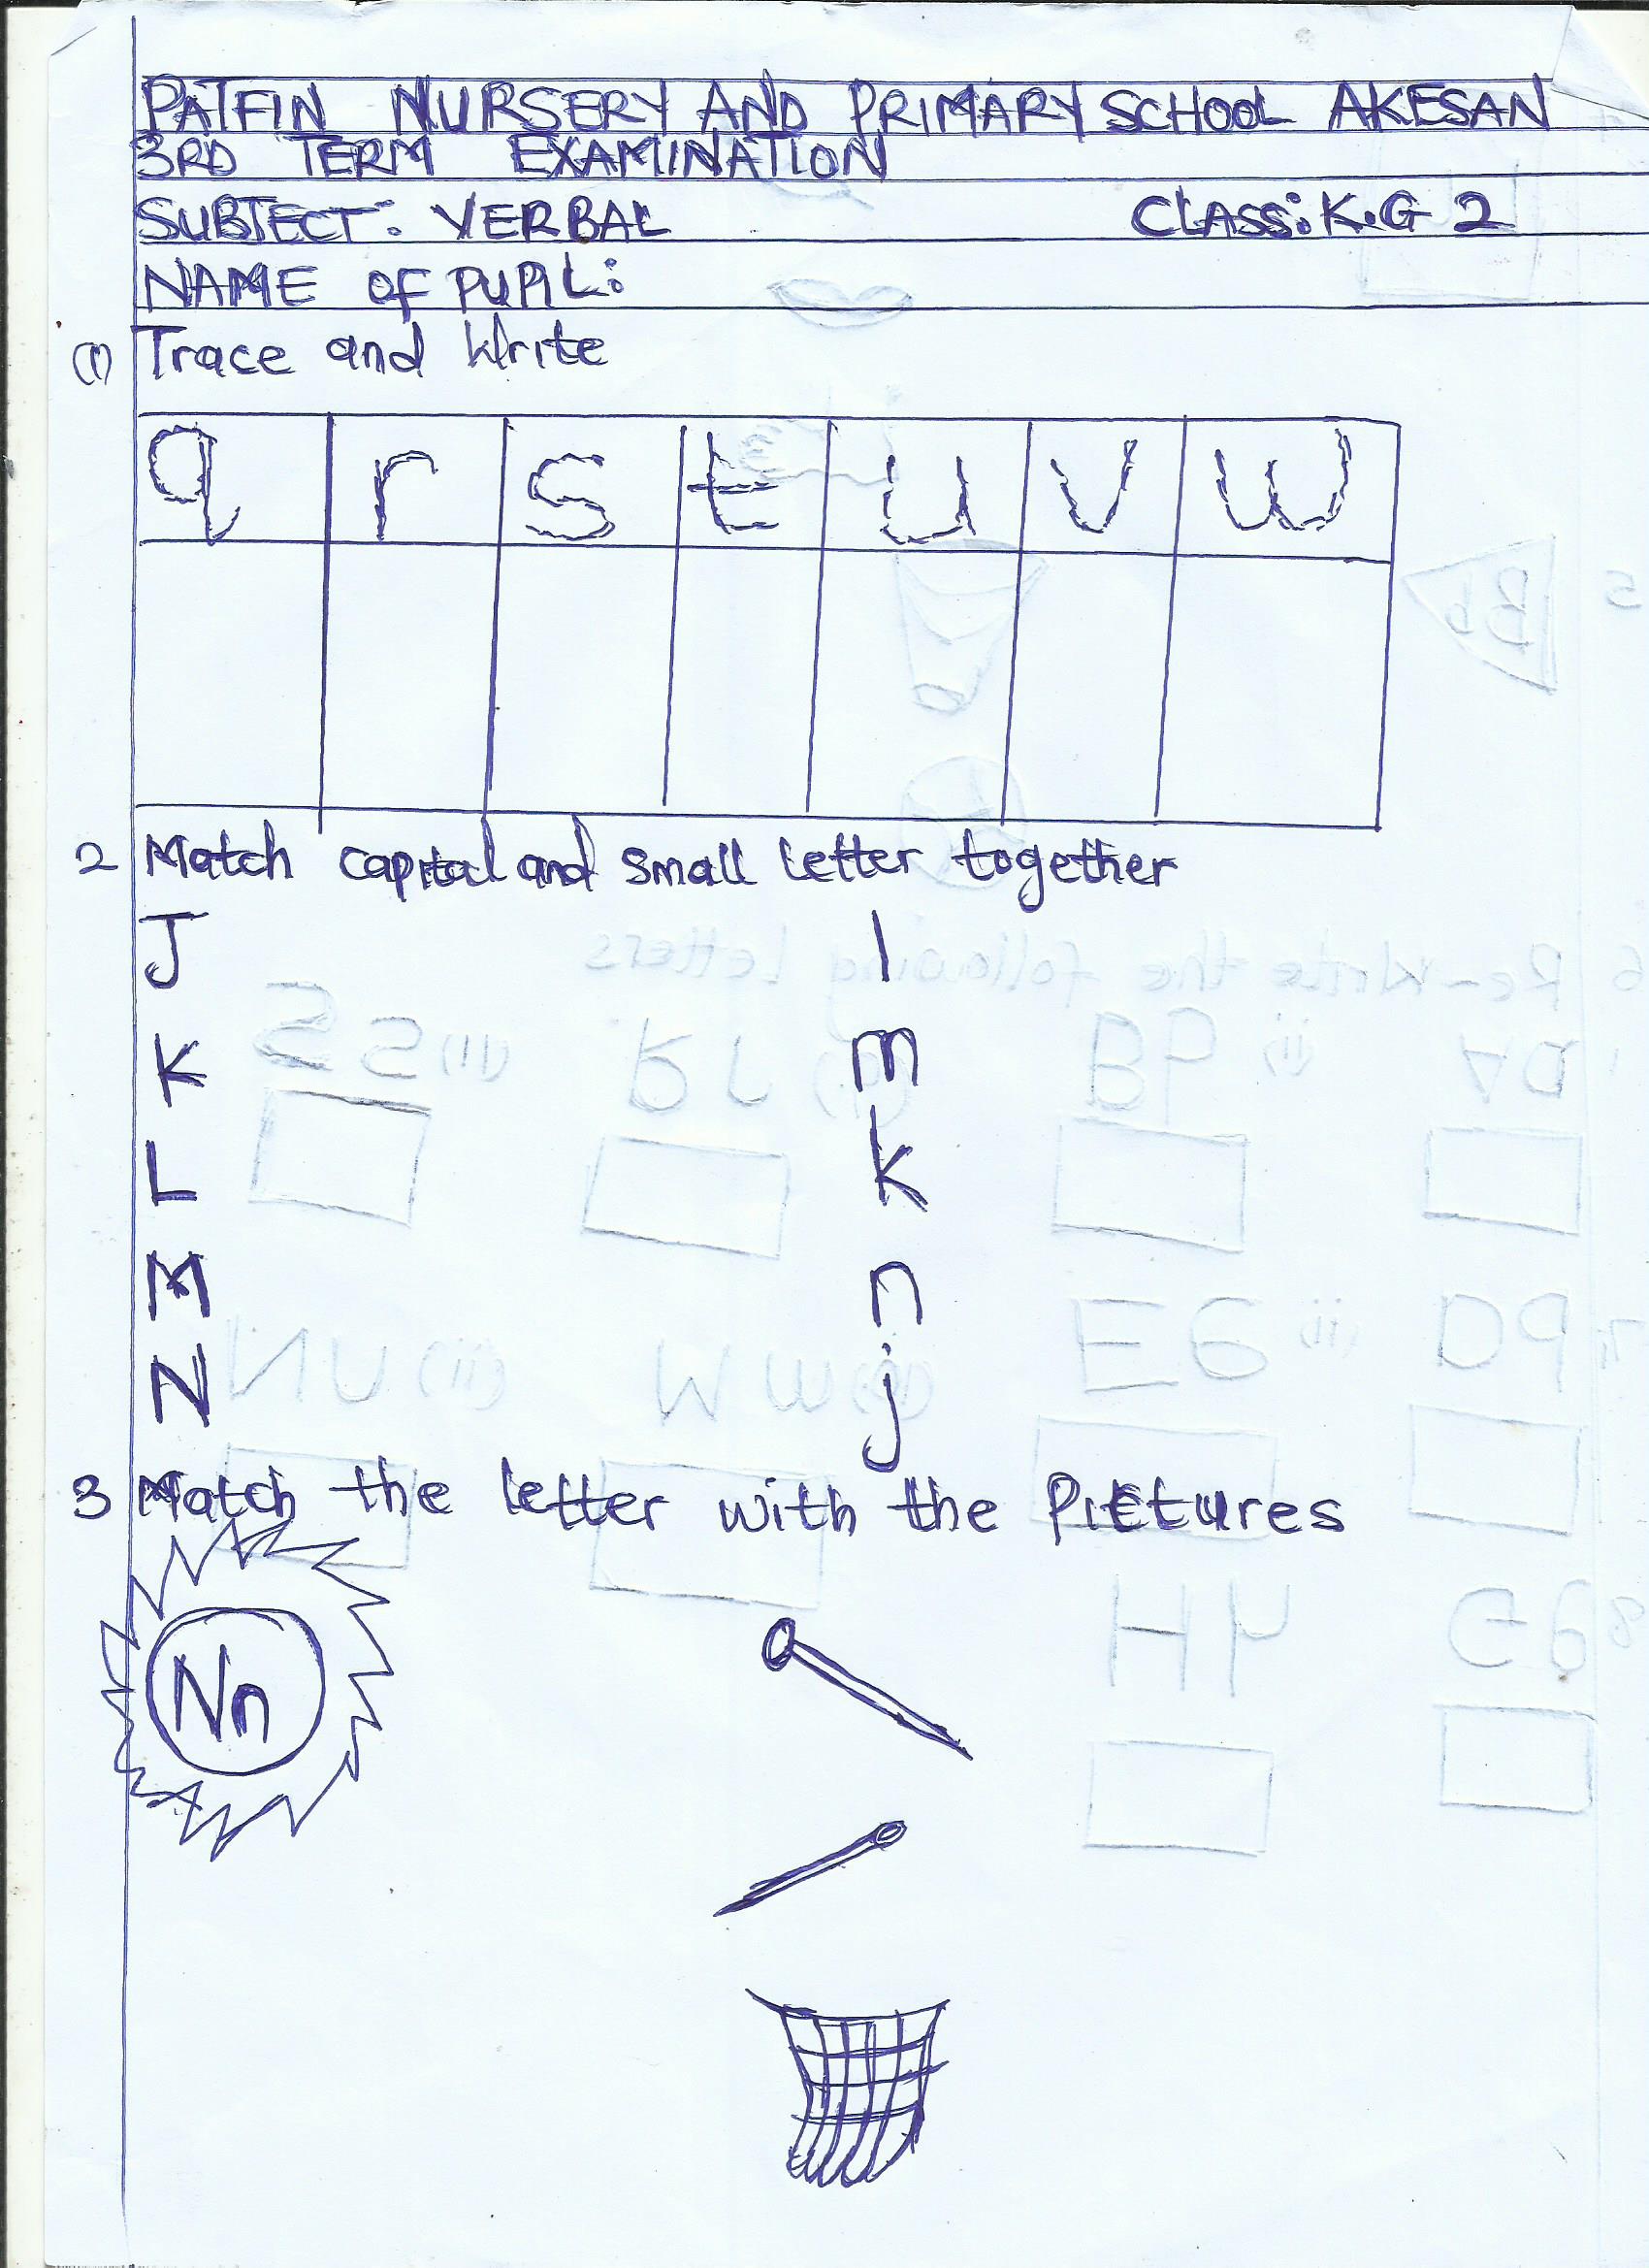 PATFIN NURSERY AND PRIMARY SCHOOL AKESAN
3RD TERM EXAMINATION
SUBJECT: VERBAL CLASS: K.G 2
NAME OF PUPIL:
(1) Trace and Write
q r s t u v w
2 Match capital and small letter together
J l
K m
L k
M n
N j
3 Match the letter with the Pictures
Nn